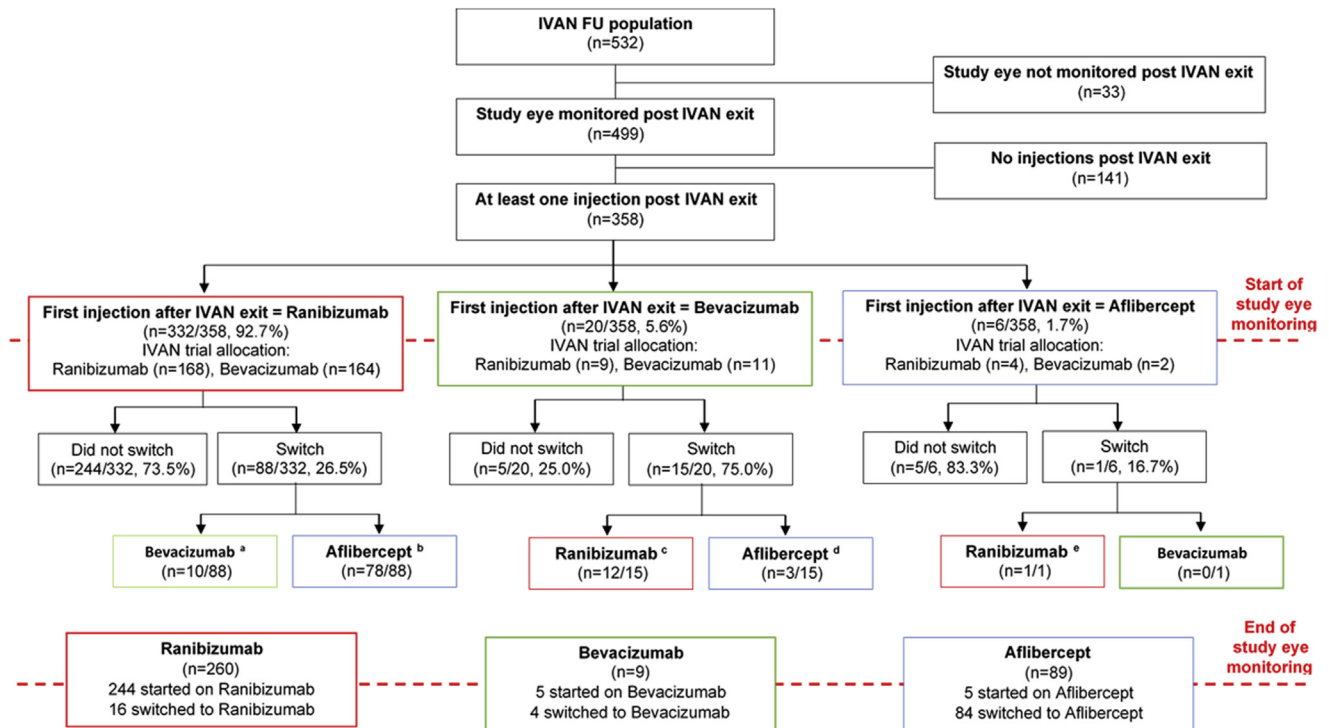 IVAN FU population
(n=532)
Study eye not monitored post IVAN exit
(n=33)
Study eye monitored post IVAN exit
(n=499)
No injections post IVAN exit
(n=141)
At least one injection post IVAN exit
(n=358)
First injection after IVAN exit = Ranibizumab
(n=332/358, 92.7%)
IVAN trial allocation:
Ranibizumab (n=168), Bevacizumab (n=164)
First injection after IVAN exit = Bevacizumab
(n=20/358, 5.6%)
IVAN trial allocation:
Ranibizumab (n=9), Bevacizumab (n=11)
First injection after IVAN exit = Aflibercept
(n=6/358, 1.7%)
IVAN trial allocation:
Ranibizumab (n=4), Bevacizumab (n=2)
Start of
study eye
monitoring
Did not switch
(n=244/332, 73.5%)
Switch
(n=88/332, 26.5%)
Did not switch
(n=5/20, 25.0%)
Switch
(n=15/20, 75.0%)
Did not switch
(n=5/6, 83.3%)
Switch
(n=1/6, 16.7%)
Bevacizumab a
(n=10/88)
Aflibercept b
(n=78/88)
Ranibizumab c
(n=12/15)
Aflibercept d
(n=3/15)
Ranibizumab e
(n=1/1)
Bevacizumab
(n=0/1)
Ranibizumab
(n=260)
244 started on Ranibizumab
16 switched to Ranibizumab
Bevacizumab
(n=9)
5 started on Bevacizumab
4 switched to Bevacizumab
Aflibercept
(n=89)
5 started on Aflibercept
84 switched to Aflibercept
End of
study eye
monitoring